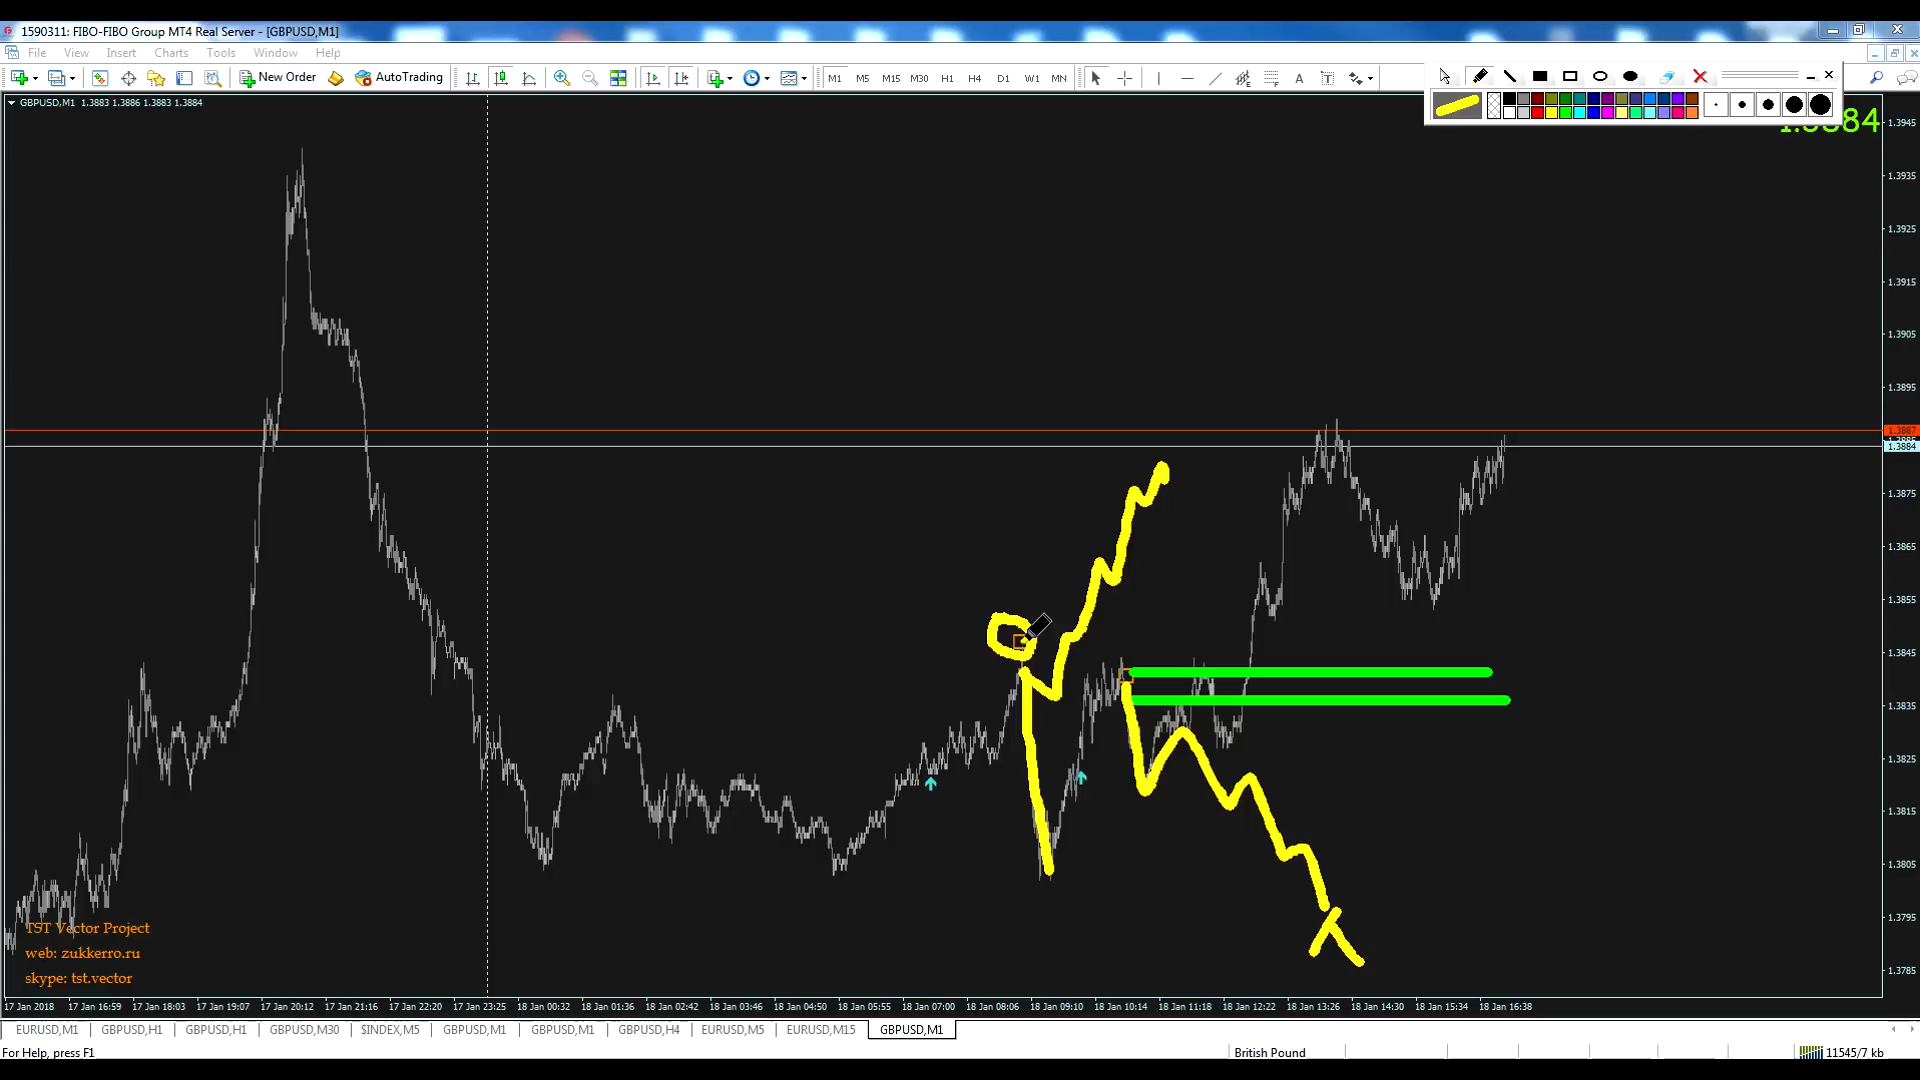 1590311: FIBO-FIBO Group MT4 Real Server - [GBPUSD,M1]
File View Insert Charts Tools Window Help
New Order AutoTrading M1 M5 M15 M30 H1 H4 D1 W1 MN A T
GBPUSD,M1 1.3883 1.3886 1.3883 1.3884
1.3945
1.3935
1.3925
1.3915
1.3905
1.3895
1.3887
1.3884
1.3875
1.3865
1.3855
1.3845
1.3835
1.3825
1.3815
1.3805
1.3795
1.3785
TST Vector Project
web: zukkerro.ru
skype: tst.vector
17 Jan 2018 17 Jan 16:59 17 Jan 18:03 17 Jan 19:07 17 Jan 20:12 17 Jan 21:16 17 Jan 22:20 17 Jan 23:25 18 Jan 00:32 18 Jan 01:36 18 Jan 02:42 18 Jan 03:46 18 Jan 04:50 18 Jan 05:55 18 Jan 07:00 18 Jan 08:06 18 Jan 09:10 18 Jan 10:14 18 Jan 11:18 18 Jan 12:22 18 Jan 13:26 18 Jan 14:30 18 Jan 15:34 18 Jan 16:38
EURUSD,M1 GBPUSD,H1 GBPUSD,H1 GBPUSD,M30 $INDEX,M5 GBPUSD,M1 GBPUSD,M1 GBPUSD,H4 EURUSD,M5 EURUSD,M15 GBPUSD,M1
For Help, press F1 British Pound 11545/7 kb